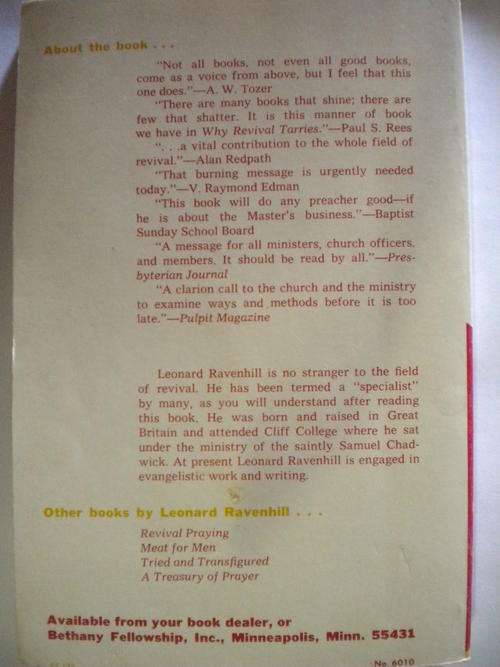 About the book . . .
"Not all books, not even all good books,
come as a voice from above, but I feel that this
one does."—A. W. Tozer
"There are many books that shine; there are
few that shatter. It is this manner of book
we have in Why Revival Tarries."—Paul S. Rees
". . .a vital contribution to the whole field of
revival."—Alan Redpath
"That burning message is urgently needed
today."—V. Raymond Edman
"This book will do any preacher good—if
he is about the Master's business."—Baptist
Sunday School Board
"A message for all ministers, church officers,
and members. It should be read by all."—Pres-
byterian Journal
"A clarion call to the church and the ministry
to examine ways and methods before it is too
late."—Pulpit Magazine
Leonard Ravenhill is no stranger to the field
of revival. He has been termed a "specialist"
by many, as you will understand after reading
this book. He was born and raised in Great
Britain and attended Cliff College where he sat
under the ministry of the saintly Samuel Chad-
wick. At present Leonard Ravenhill is engaged in
evangelistic work and writing.
Other books by Leonard Ravenhill . . .
Revival Praying
Meat for Men
Tried and Transfigured
A Treasury of Prayer
Available from your book dealer, or
Bethany Fellowship, Inc., Minneapolis, Minn. 55431
No. 6010